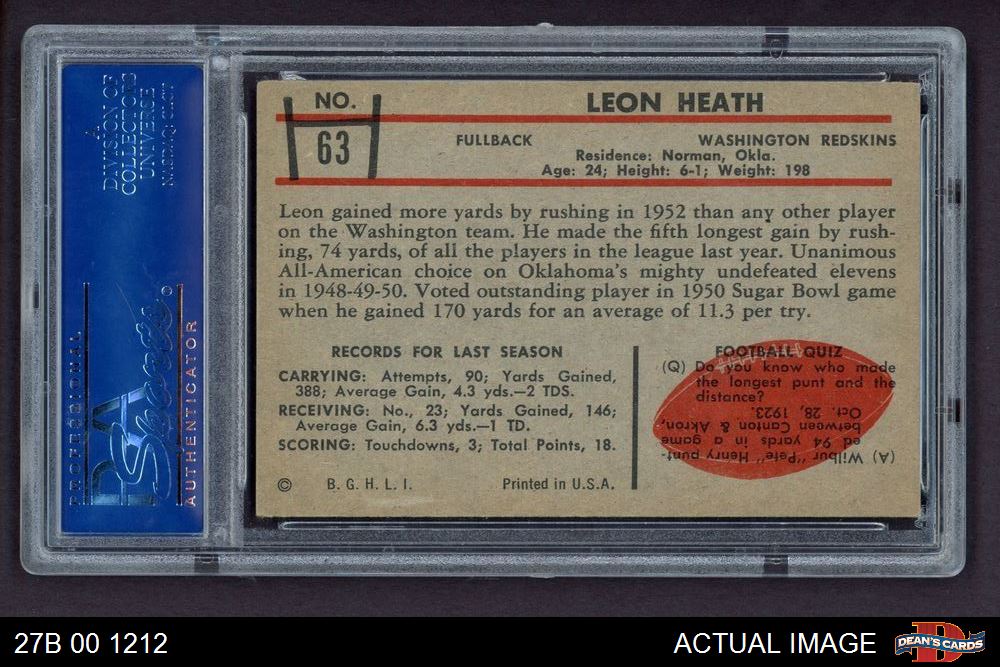 A
DIVISION OF
COLLECTORS
UNIVERSE
NASDAQ: CLCT
PROFESSIONAL
PSA
Sports
AUTHENTICATOR
NO.
63
LEON HEATH
FULLBACK WASHINGTON REDSKINS
Residence: Norman, Okla.
Age: 24; Height: 6-1; Weight: 198
Leon gained more yards by rushing in 1952 than any other player
on the Washington team. He made the fifth longest gain by rush-
ing, 74 yards, of all the players in the league last year. Unanimous
All-American choice on Oklahoma's mighty undefeated elevens
in 1948-49-50. Voted outstanding player in 1950 Sugar Bowl game
when he gained 170 yards for an average of 11.3 per try.
RECORDS FOR LAST SEASON
CARRYING: Attempts, 90; Yards Gained,
388; Average Gain, 4.3 yds.—2 TDS.
RECEIVING: No., 23; Yards Gained, 146;
Average Gain, 6.3 yds.—1 TD.
SCORING: Touchdowns, 3; Total Points, 18.
© B. G. H. L. I. Printed in U.S.A.
FOOTBALL QUIZ
(Q) Do you know who made
the longest punt and the
distance?
(A) Wilbur "Pete" Henry punt-
ed 94 yards in a game
between Canton & Akron,
Oct. 28, 1923.
27B 00 1212
ACTUAL IMAGE
D
DEAN'S CARDS